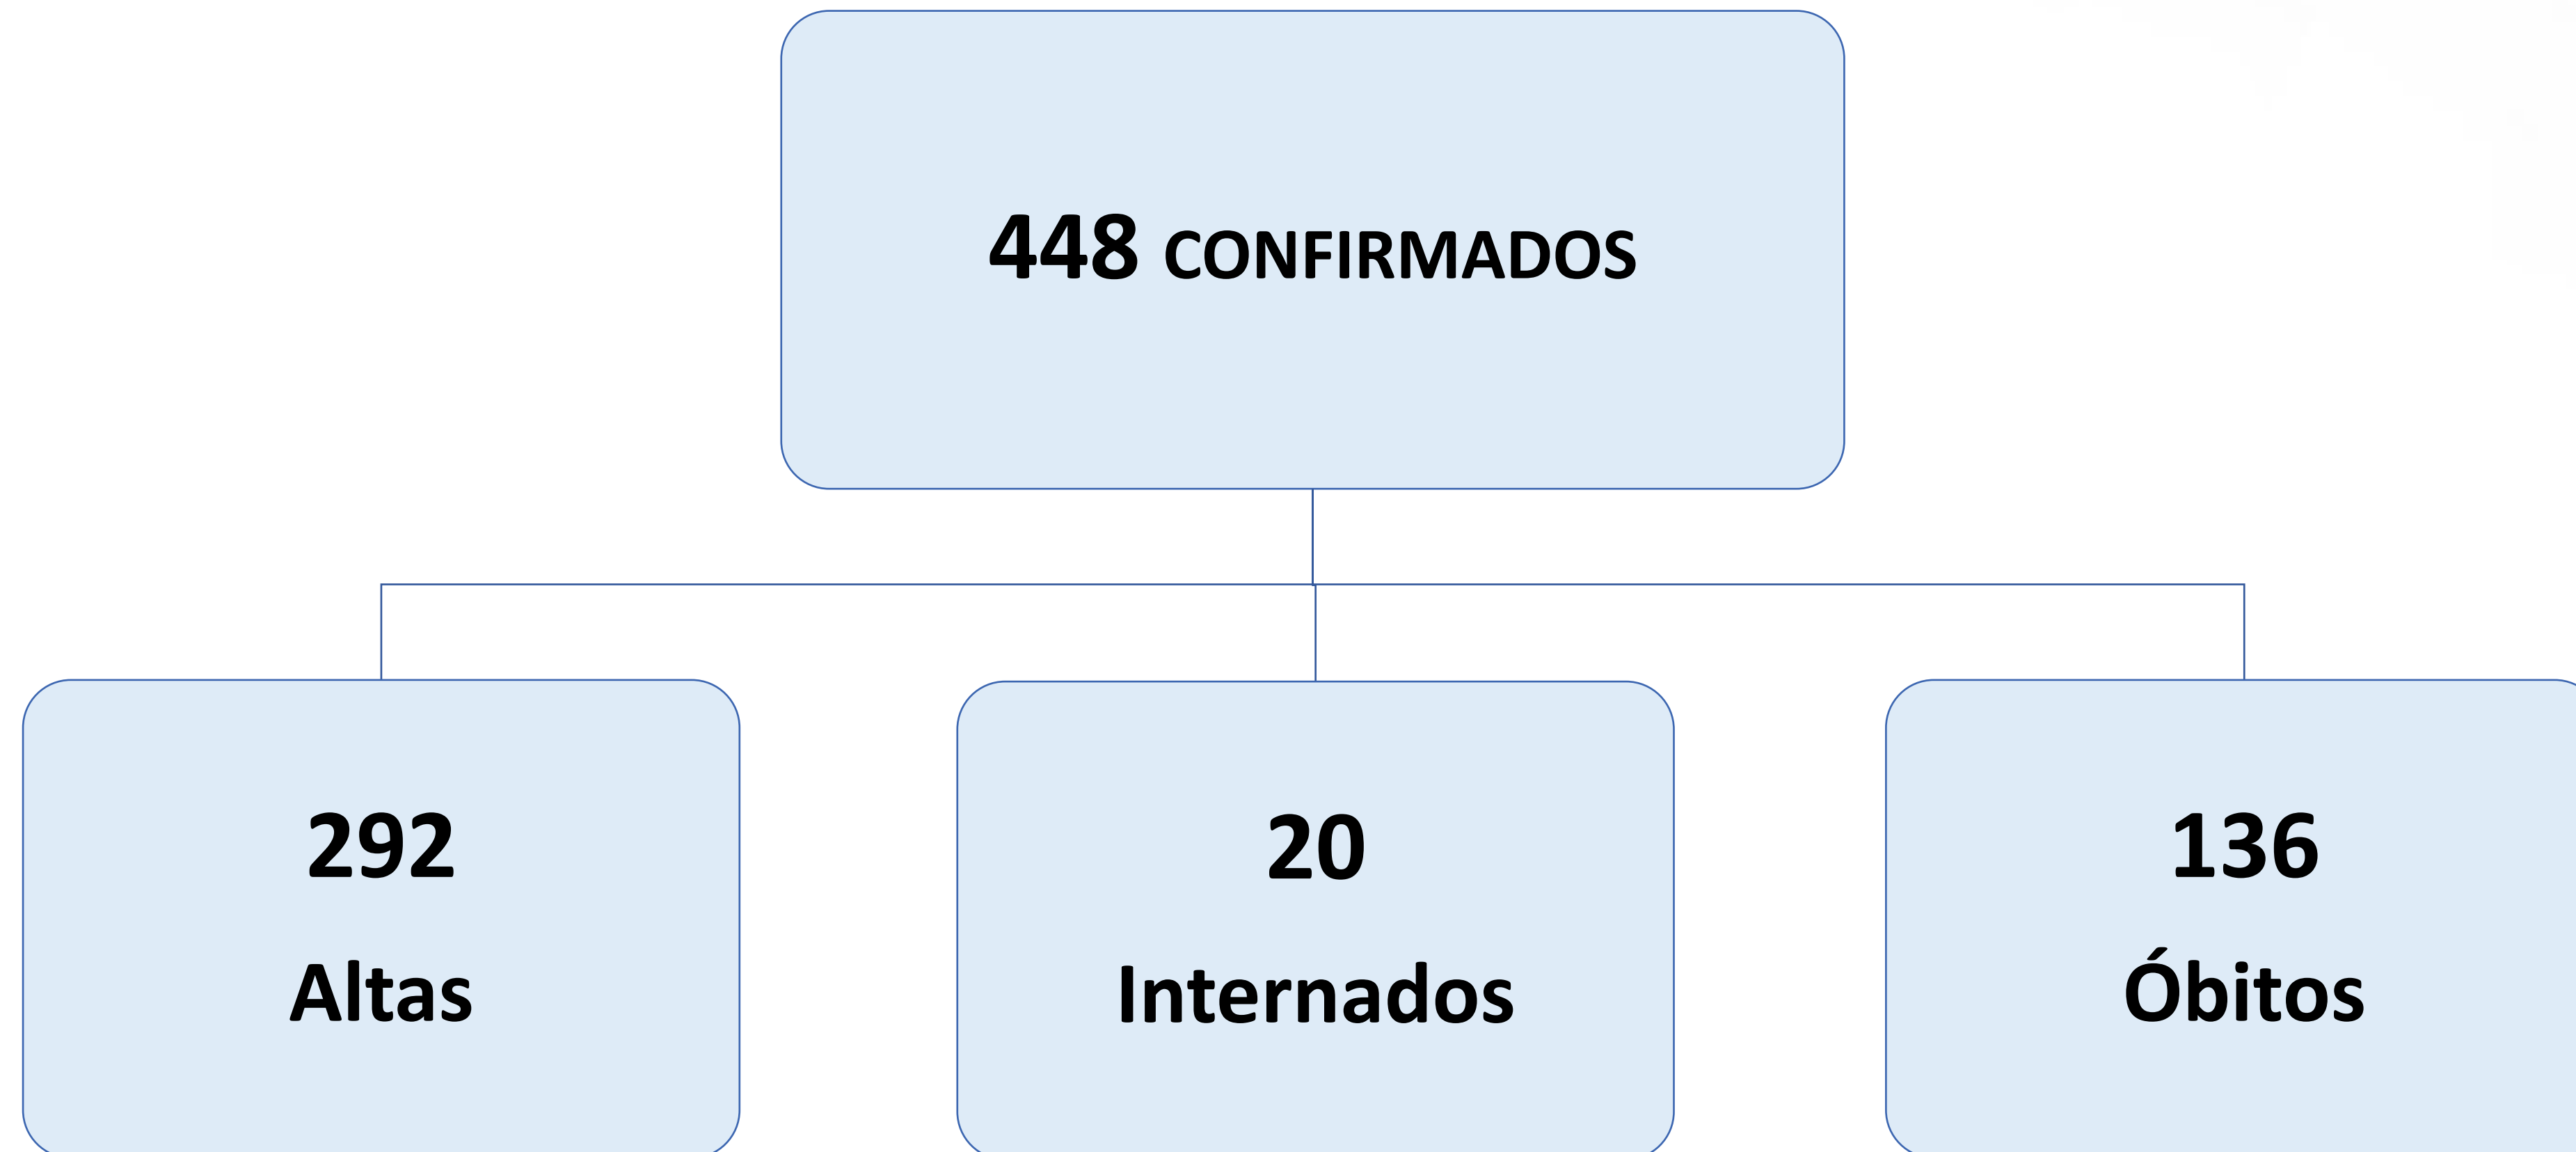 448 CONFIRMADOS
292
Altas
20
Internados
136
Óbitos